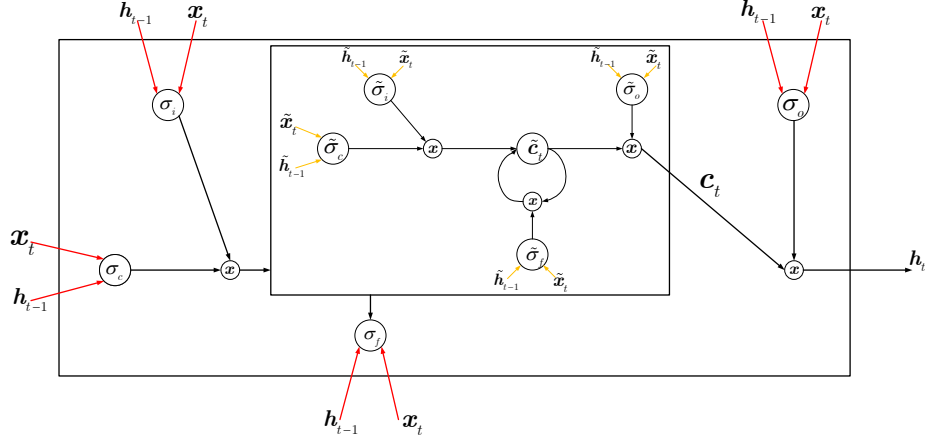 h_{t-1} x_t h_{t-1} x_t
h̃_{t-1} x̃_t h̃_{t-1} x̃_t
σ_i σ̃_i σ̃_o σ_o
x̃_t
σ̃_c x c̃_t x
h̃_{t-1}
c_t
x
x_t
σ̃_f
σ_c x x h_t
h̃_{t-1} x̃_t
h_{t-1}
σ_f
h_{t-1} x_t